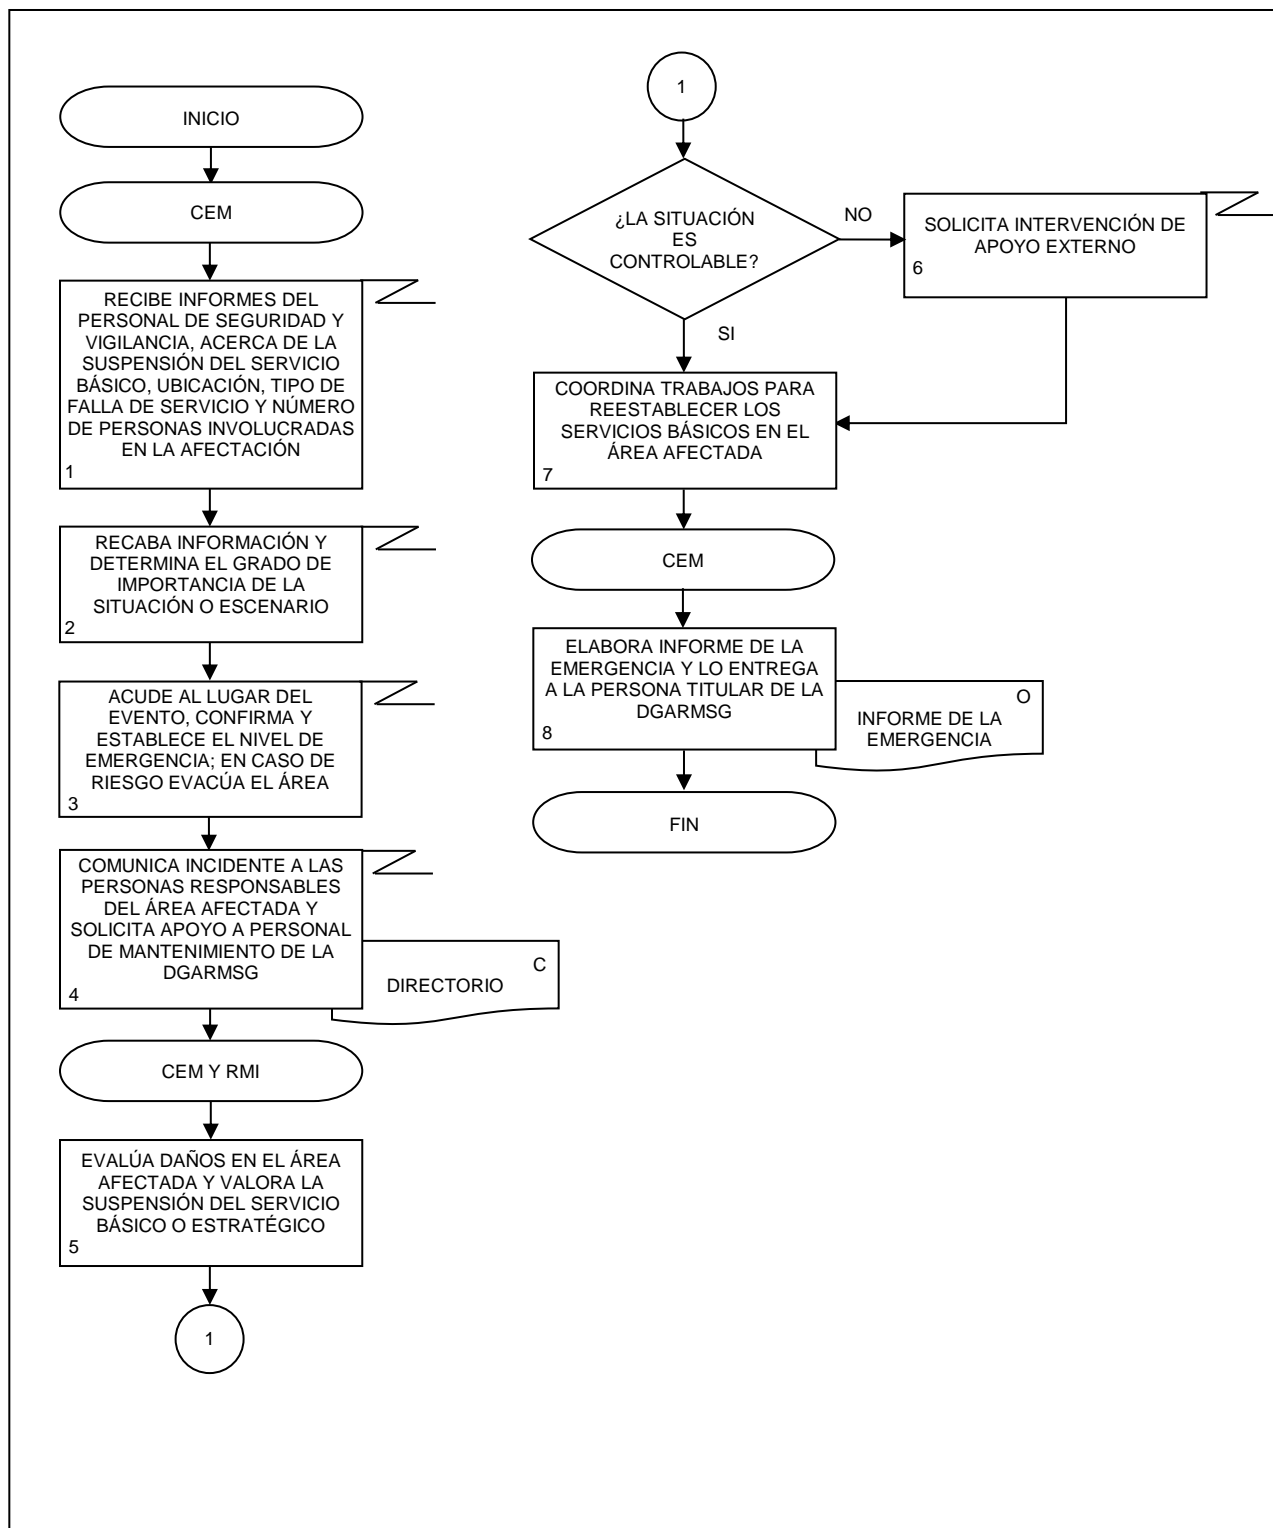 INICIO
CEM
RECIBE INFORMES DEL
PERSONAL DE SEGURIDAD Y
VIGILANCIA, ACERCA DE LA
SUSPENSIÓN DEL SERVICIO
BÁSICO, UBICACIÓN, TIPO DE
FALLA DE SERVICIO Y NÚMERO
DE PERSONAS INVOLUCRADAS
EN LA AFECTACIÓN
1
RECABA INFORMACIÓN Y
DETERMINA EL GRADO DE
IMPORTANCIA DE LA
SITUACIÓN O ESCENARIO
2
ACUDE AL LUGAR DEL
EVENTO, CONFIRMA Y
ESTABLECE EL NIVEL DE
EMERGENCIA; EN CASO DE
RIESGO EVACÚA EL ÁREA
3
COMUNICA INCIDENTE A LAS
PERSONAS RESPONSABLES
DEL ÁREA AFECTADA Y
SOLICITA APOYO A PERSONAL
DE MANTENIMIENTO DE LA
DGARMSG
4
C
DIRECTORIO
CEM Y RMI
EVALÚA DAÑOS EN EL ÁREA
AFECTADA Y VALORA LA
SUSPENSIÓN DEL SERVICIO
BÁSICO O ESTRATÉGICO
5
1
1
¿LA SITUACIÓN
ES
CONTROLABLE?
NO
SOLICITA INTERVENCIÓN DE
APOYO EXTERNO
6
SI
COORDINA TRABAJOS PARA
REESTABLECER LOS
SERVICIOS BÁSICOS EN EL
ÁREA AFECTADA
7
CEM
ELABORA INFORME DE LA
EMERGENCIA Y LO ENTREGA
A LA PERSONA TITULAR DE LA
DGARMSG
8
O
INFORME DE LA
EMERGENCIA
FIN